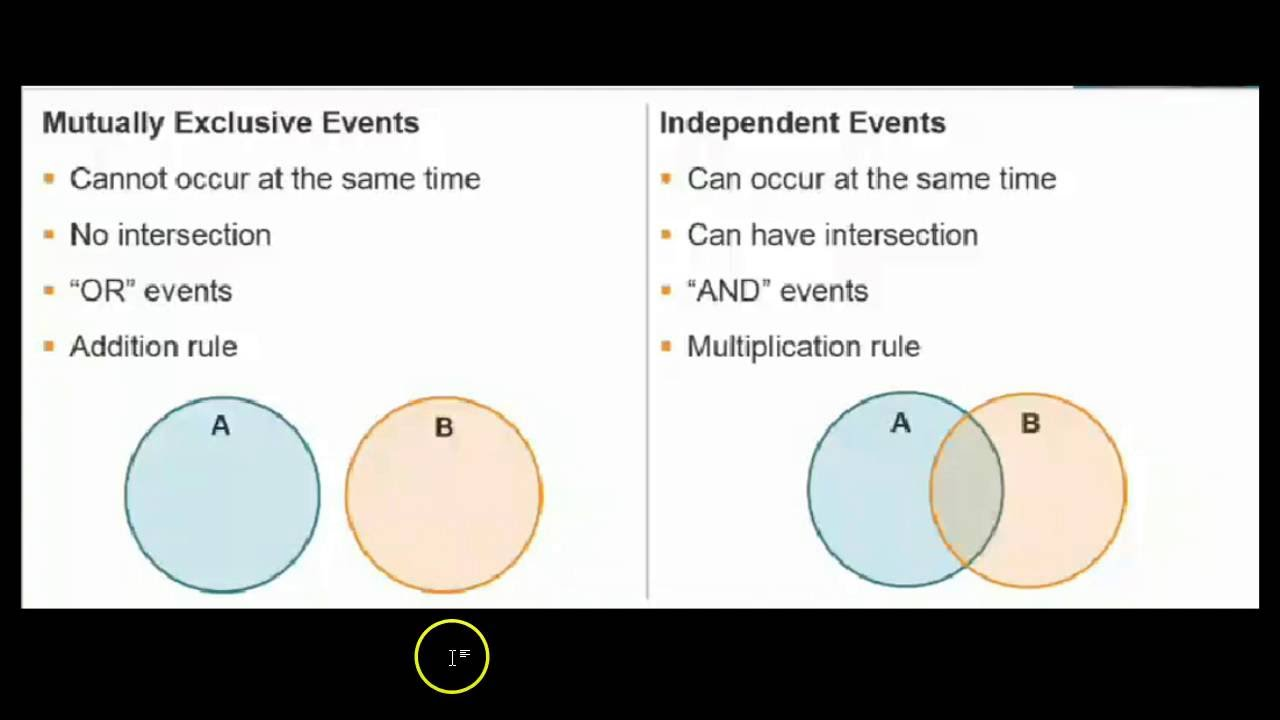 Mutually Exclusive Events
▪ Cannot occur at the same time
▪ No intersection
▪ “OR” events
▪ Addition rule
A
B
Independent Events
▪ Can occur at the same time
▪ Can have intersection
▪ “AND” events
▪ Multiplication rule
A
B